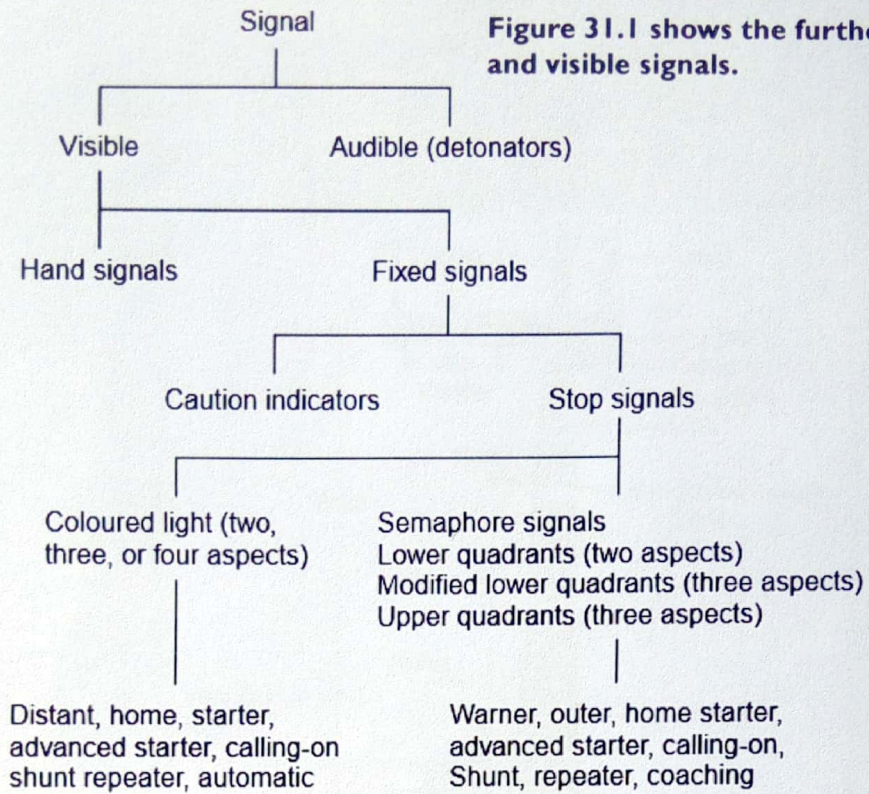 Signal
Figure 31.1 shows the furthe
and visible signals.
Visible
Audible (detonators)
Hand signals
Fixed signals
Caution indicators
Stop signals
Coloured light (two,
three, or four aspects)
Semaphore signals
Lower quadrants (two aspects)
Modified lower quadrants (three aspects)
Upper quadrants (three aspects)
Distant, home, starter,
advanced starter, calling-on
shunt repeater, automatic
Warner, outer, home starter,
advanced starter, calling-on,
Shunt, repeater, coaching